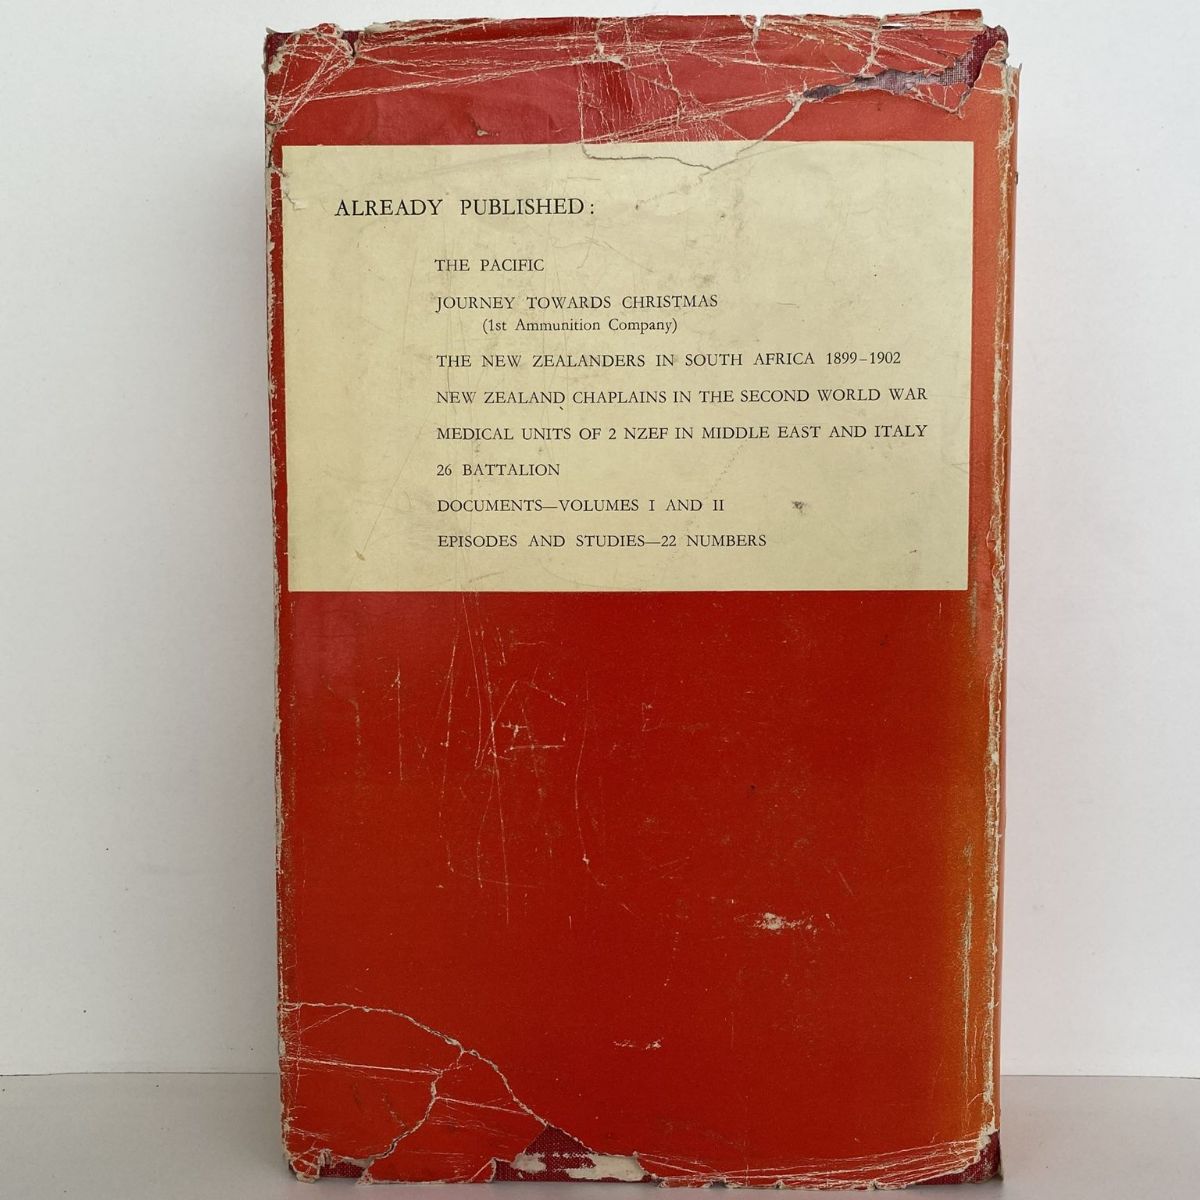 ALREADY PUBLISHED:
THE PACIFIC
JOURNEY TOWARDS CHRISTMAS
(1st Ammunition Company)
THE NEW ZEALANDERS IN SOUTH AFRICA 1899–1902
NEW ZEALAND CHAPLAINS IN THE SECOND WORLD WAR
MEDICAL UNITS OF 2 NZEF IN MIDDLE EAST AND ITALY
26 BATTALION
DOCUMENTS—VOLUMES I AND II
EPISODES AND STUDIES—22 NUMBERS